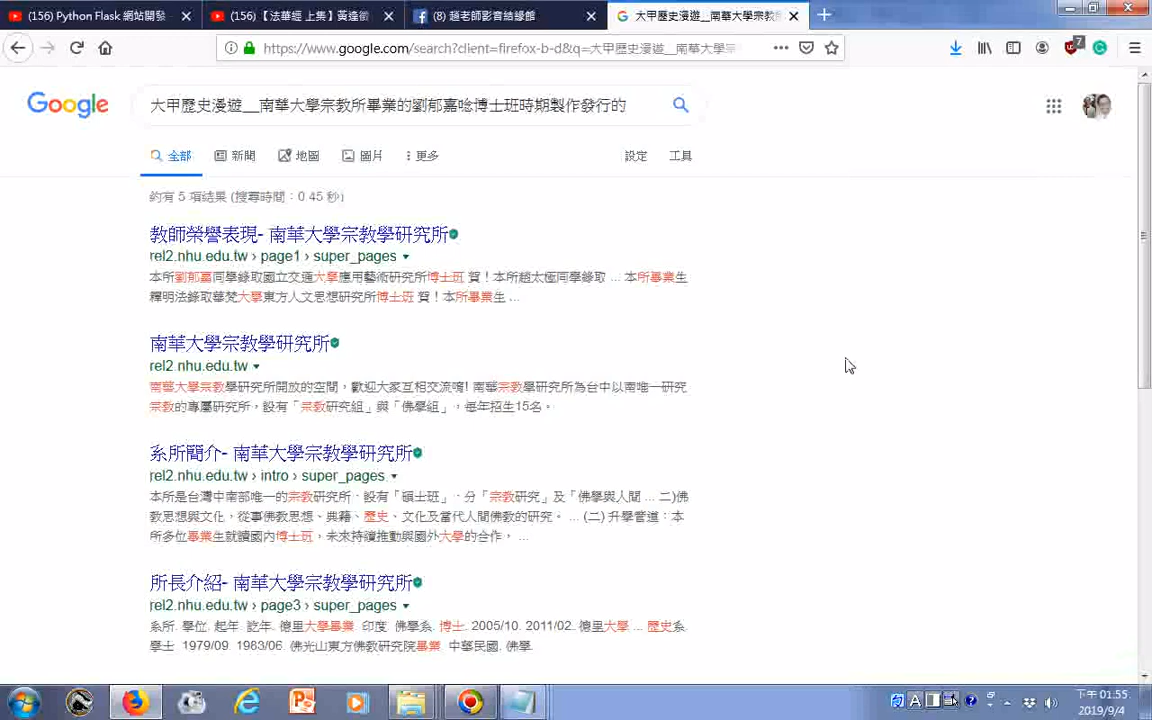 (156) Python Flask 網站開發
(156)【法華經 上集】黃達衛
(8) 趙老師影音結緣館
大甲歷史漫遊__南華大學宗教所
https://www.google.com/search?client=firefox-b-d&q=大甲歷史漫遊__南華大學宗
7
Google
大甲歷史漫遊__南華大學宗教所畢業的劉郁嘉唸博士班時期製作發行的
全部
新聞
地圖
圖片
更多
設定
工具
約有 5 項結果 (搜尋時間：0.45 秒)
教師榮譽表現- 南華大學宗教學研究所
rel2.nhu.edu.tw › page1 › super_pages
本所劉郁嘉同學錄取國立交通大學應用藝術研究所博士班 賀！本所趙太極同學錄取 ... 本所畢業生
釋明法錄取華梵大學東方人文思想研究所博士班 賀！本所畢業生 ...
南華大學宗教學研究所
rel2.nhu.edu.tw
南華大學宗教學研究所開放的空間，歡迎大家互相交流唷! 南華宗教學研究所為台中以南唯一研究
宗教的專屬研究所，設有「宗教研究組」與「佛學組」，每年招生15名。
系所簡介- 南華大學宗教學研究所
rel2.nhu.edu.tw › intro › super_pages
本所是台灣中南部唯一的宗教研究所，設有「碩士班」，分「宗教研究」及「佛學與人間 ... 二)佛
教思想與文化，從事佛教思想、典籍、歷史、文化及當代人間佛教的研究。 ... (二) 升學管道：本
所多位畢業生就讀國內博士班，未來持續推動與國外大學的合作， ...
所長介紹- 南華大學宗教學研究所
rel2.nhu.edu.tw › page3 › super_pages
系所. 學位. 起年. 訖年. 德里大學畢業. 印度. 佛學系. 博士. 2005/10. 2011/02. 德里大學 ... 歷史系.
學士. 1979/09. 1983/06. 佛光山東方佛教研究院畢業. 中華民國. 佛學.
下午 01:55
2019/9/4